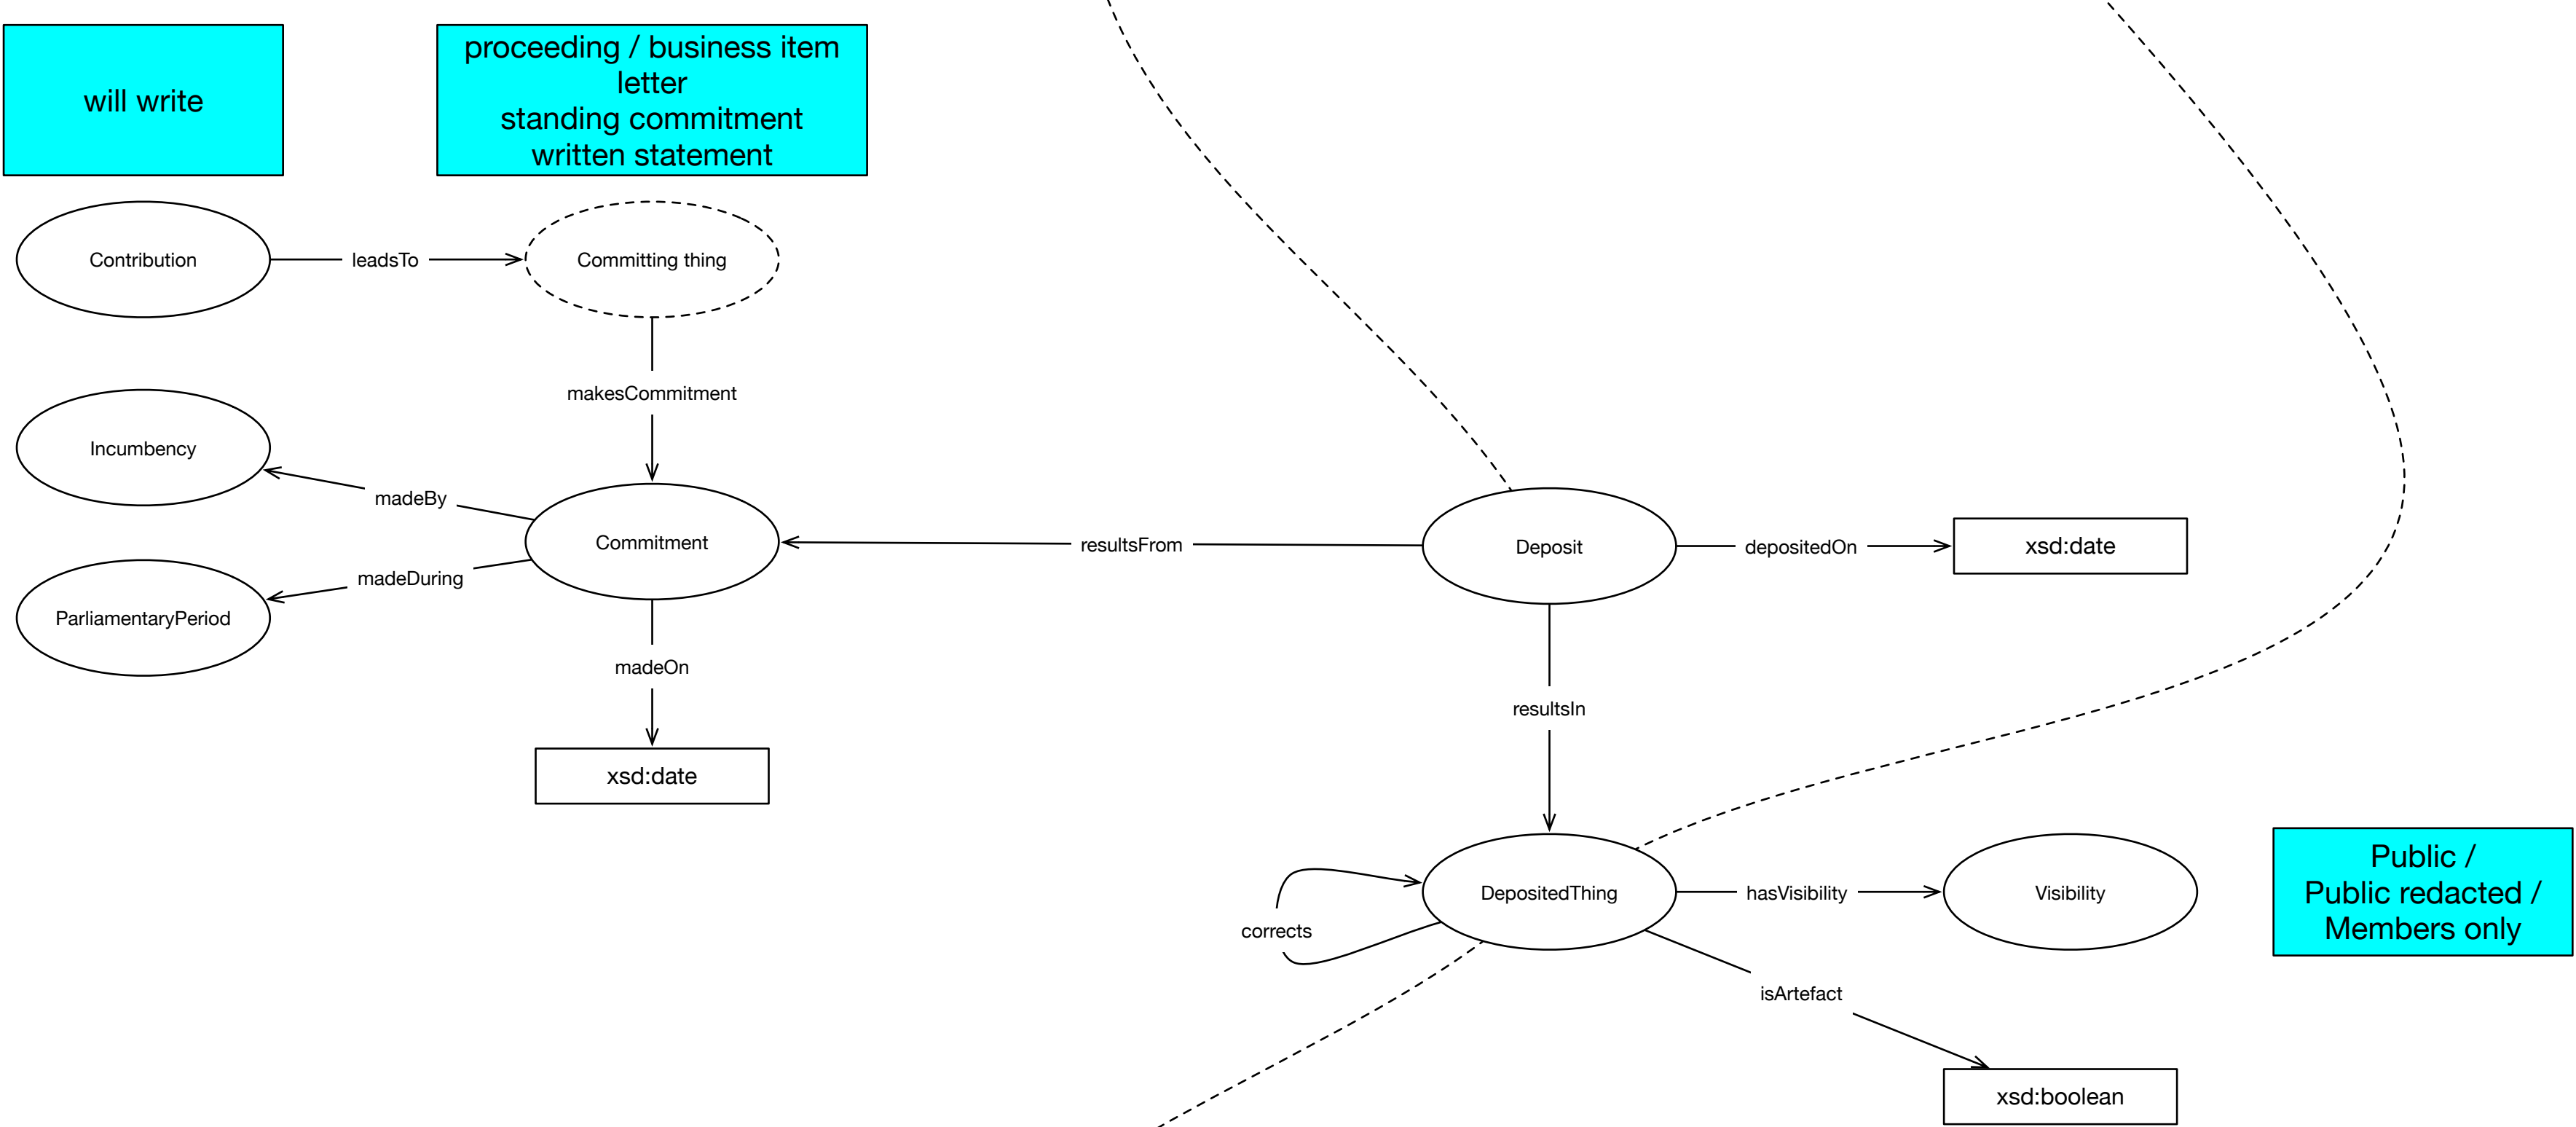 will write
proceeding / business item
letter
standing commitment
written statement
Contribution
leadsTo
Committing thing
makesCommitment
Incumbency
madeBy
Commitment
resultsFrom
Deposit
depositedOn
xsd:date
madeDuring
ParliamentaryPeriod
madeOn
resultsIn
xsd:date
corrects
DepositedThing
hasVisibility
Visibility
Public /
Public redacted /
Members only
isArtefact
xsd:boolean